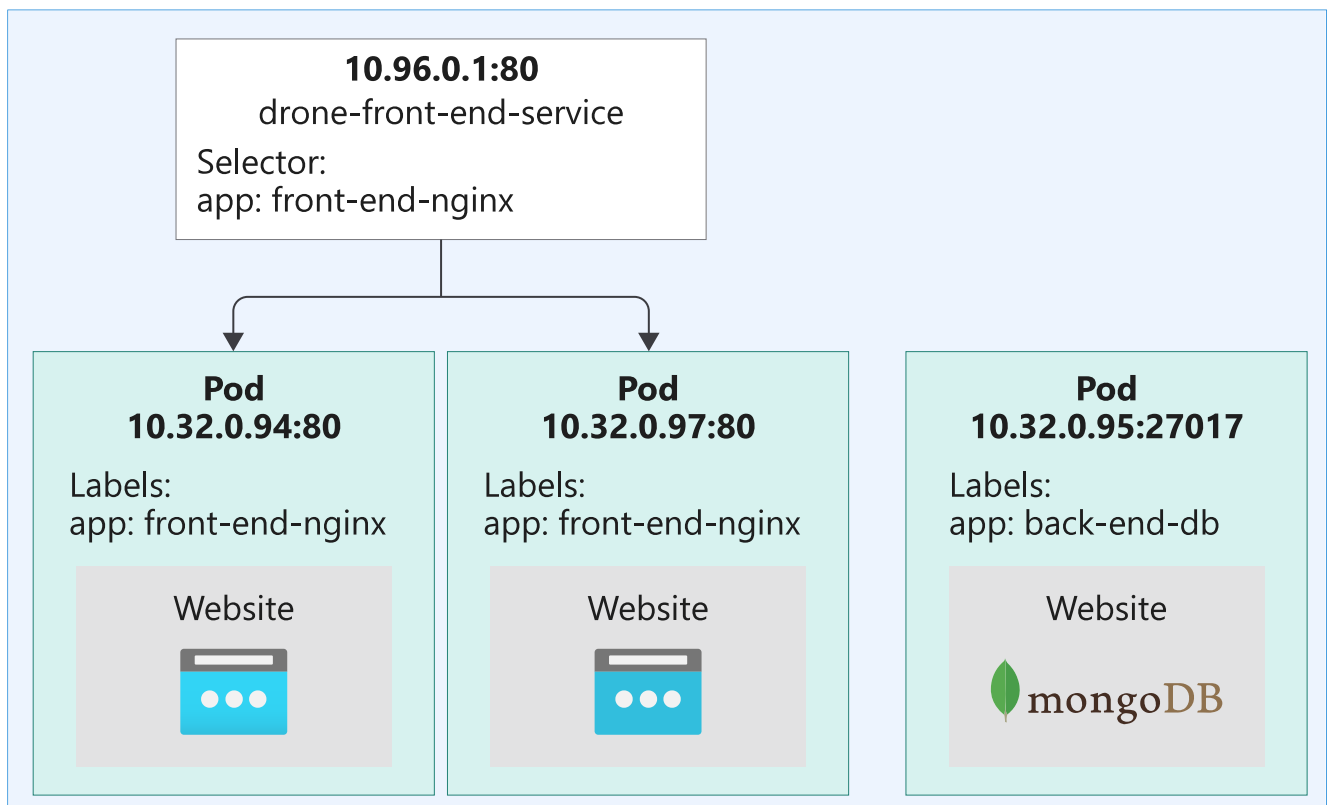 10.96.0.1:80
drone-front-end-service
Selector:
app: front-end-nginx
Pod
10.32.0.94:80
Labels:
app: front-end-nginx
Website
Pod
10.32.0.97:80
Labels:
app: front-end-nginx
Website
Pod
10.32.0.95:27017
Labels:
app: back-end-db
Website
mongoDB